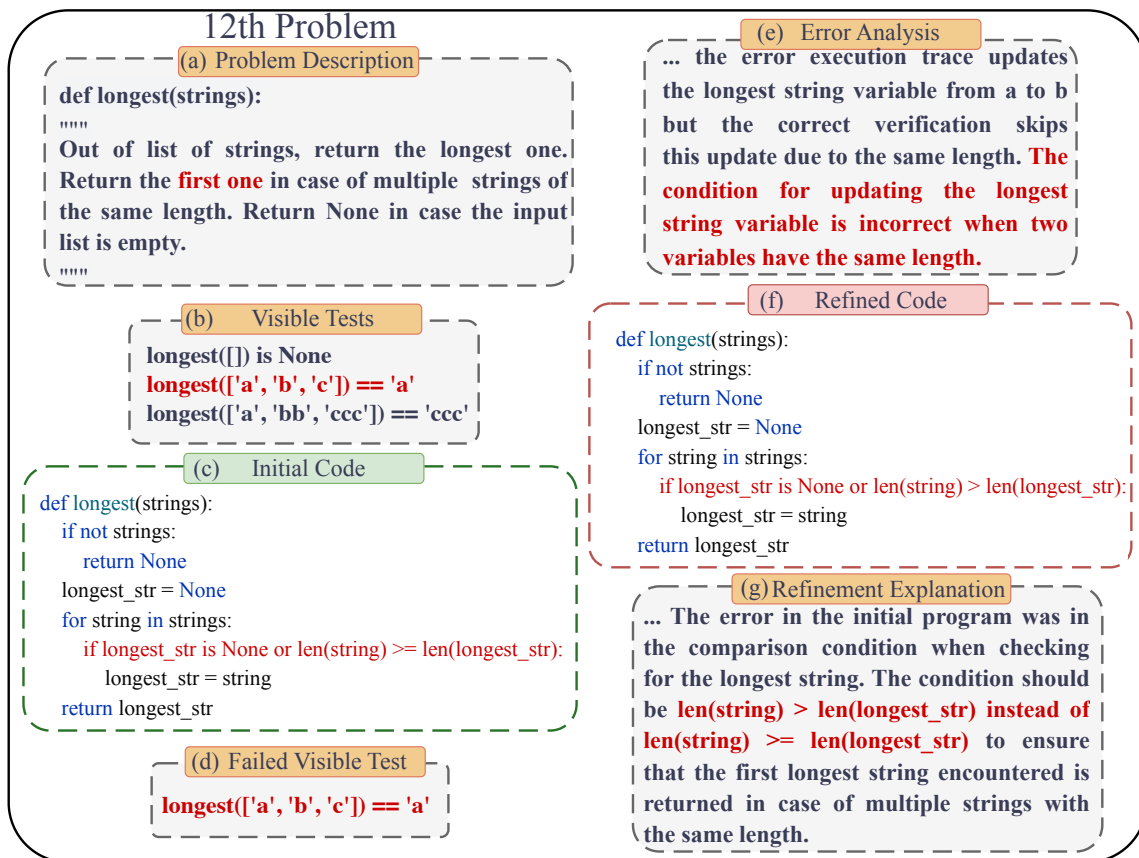 12th Problem
(a) Problem Description
def longest(strings):
"""
Out of list of strings, return the longest one.
Return the first one in case of multiple strings of
the same length. Return None in case the input
list is empty.
"""
(b) Visible Tests
longest([]) is None
longest(['a', 'b', 'c']) == 'a'
longest(['a', 'bb', 'ccc']) == 'ccc'
(c) Initial Code
def longest(strings):
if not strings:
return None
longest_str = None
for string in strings:
if longest_str is None or len(string) >= len(longest_str):
longest_str = string
return longest_str
(d) Failed Visible Test
longest(['a', 'b', 'c']) == 'a'
(e) Error Analysis
... the error execution trace updates
the longest string variable from a to b
but the correct verification skips
this update due to the same length. The
condition for updating the longest
string variable is incorrect when two
variables have the same length.
(f) Refined Code
def longest(strings):
if not strings:
return None
longest_str = None
for string in strings:
if longest_str is None or len(string) > len(longest_str):
longest_str = string
return longest_str
(g) Refinement Explanation
... The error in the initial program was in
the comparison condition when checking
for the longest string. The condition should
be len(string) > len(longest_str) instead of
len(string) >= len(longest_str) to ensure
that the first longest string encountered is
returned in case of multiple strings with
the same length.